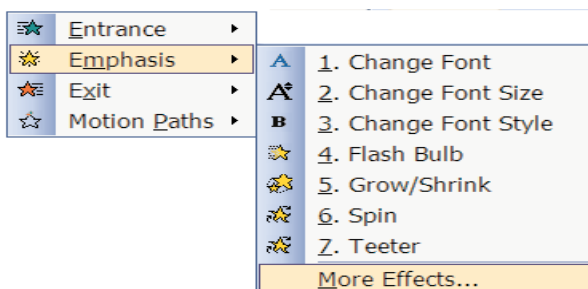 Entrance
Emphasis
Exit
Motion Paths
1. Change Font
2. Change Font Size
3. Change Font Style
4. Flash Bulb
5. Grow/Shrink
6. Spin
7. Teeter
More Effects...